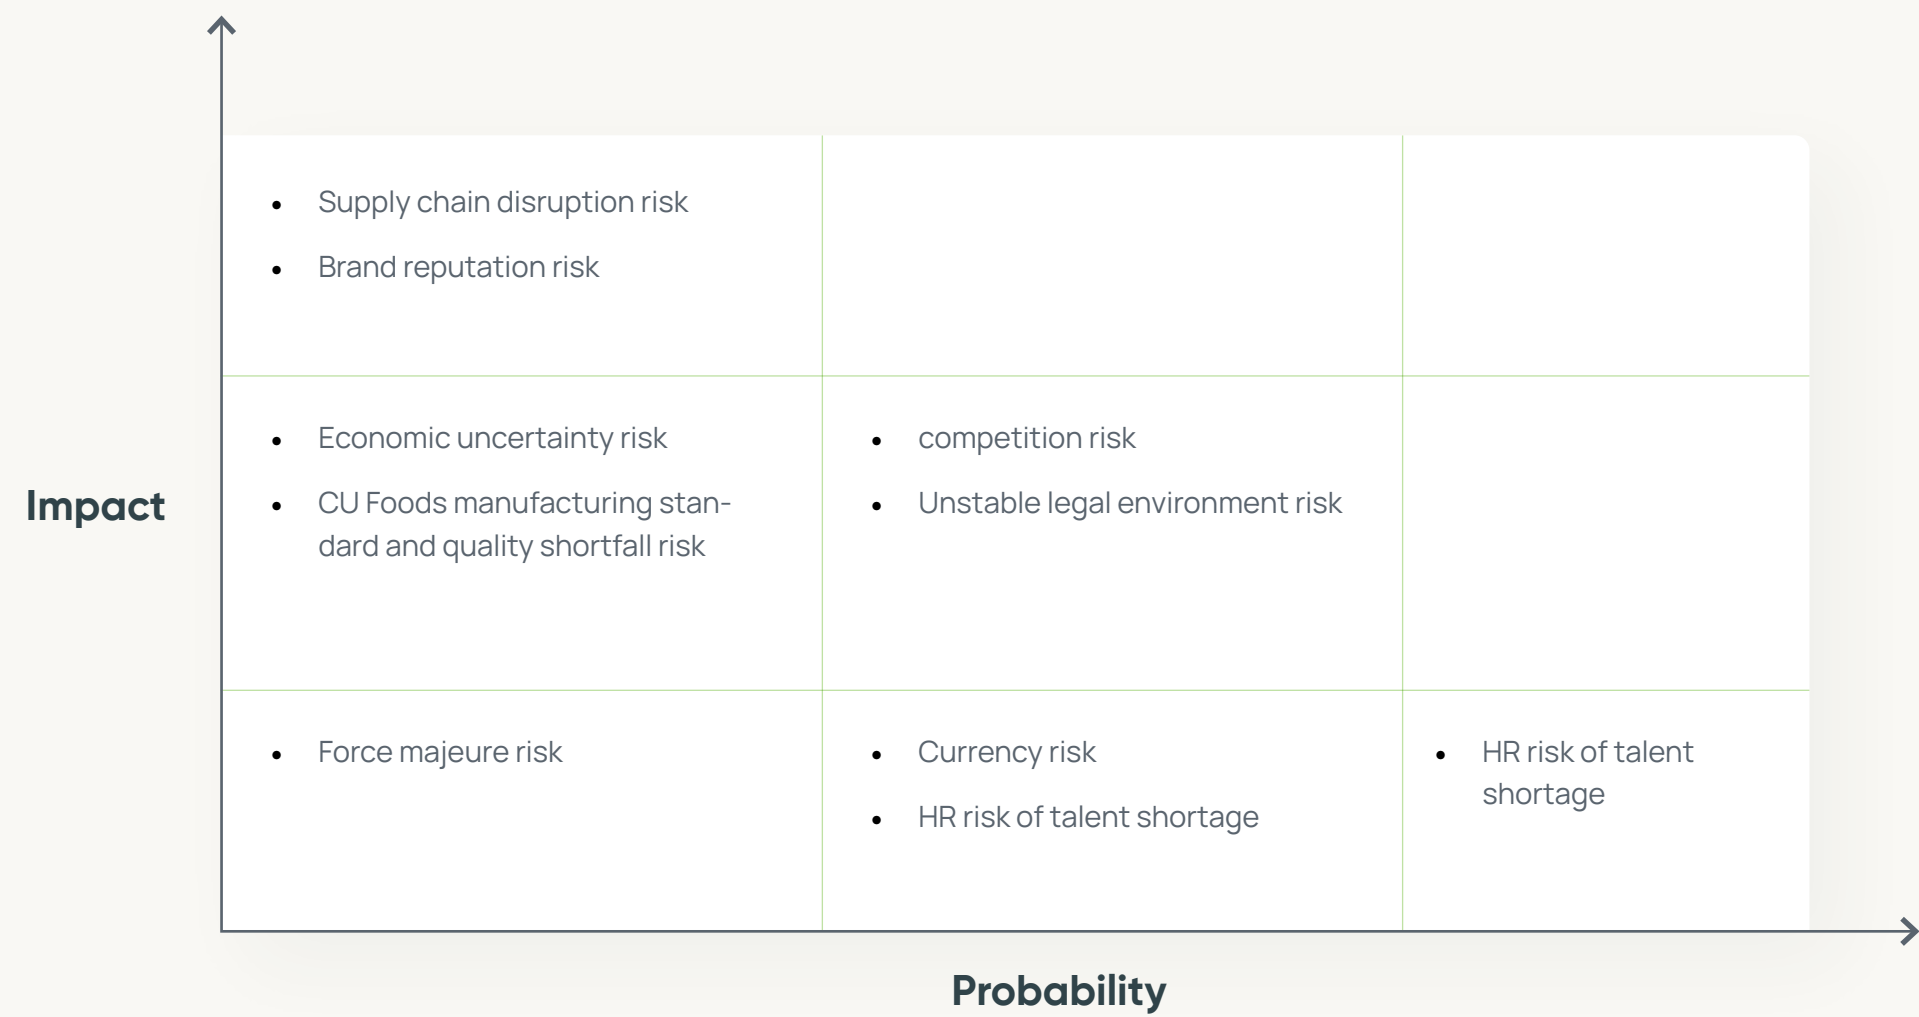 Supply chain disruption risk
Brand reputation risk
Economic uncertainty risk
CU Foods manufacturing stan-
dard and quality shortfall risk
competition risk
Unstable legal environment risk
Impact
Force majeure risk
Currency risk
HR risk of talent shortage
HR risk of talent
shortage
Probability